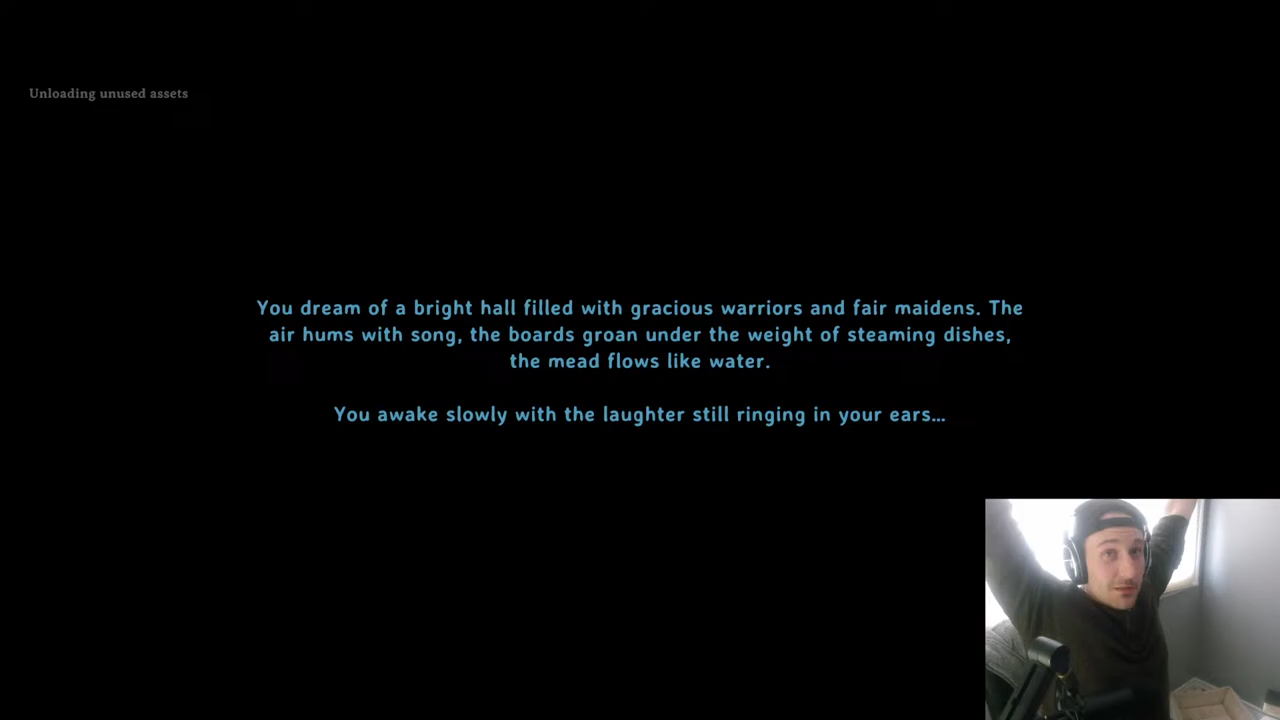 Unloading unused assets
You dream of a bright hall filled with gracious warriors and fair maidens. The
air hums with song, the boards groan under the weight of steaming dishes,
the mead flows like water.
You awake slowly with the laughter still ringing in your ears...